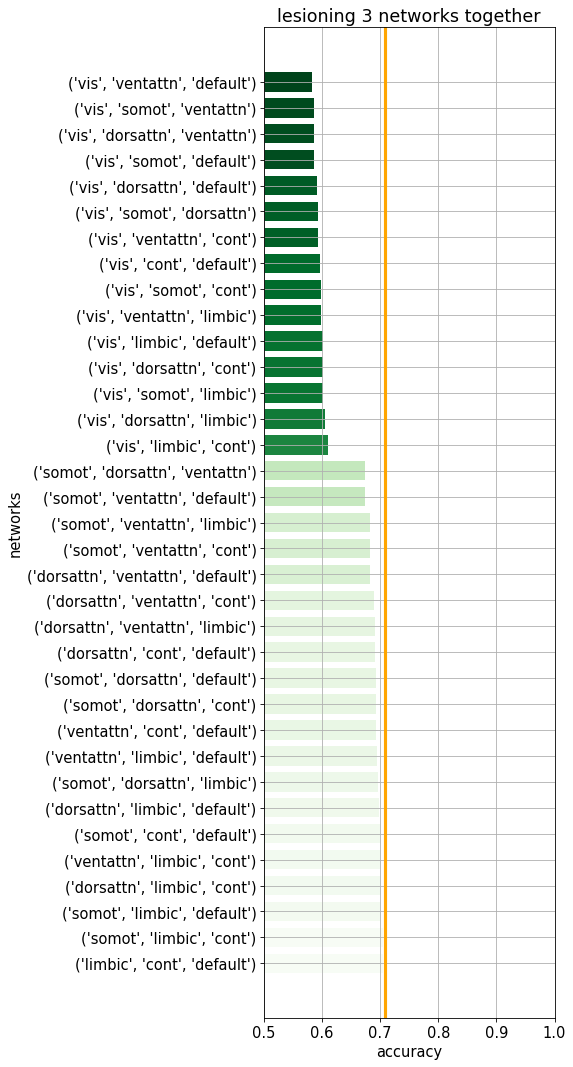 lesioning 3 networks together
('vis', 'ventattn', 'default')
('vis', 'somot', 'ventattn')
('vis', 'dorsattn', 'ventattn')
('vis', 'somot', 'default')
('vis', 'dorsattn', 'default')
('vis', 'somot', 'dorsattn')
('vis', 'ventattn', 'cont')
('vis', 'cont', 'default')
('vis', 'somot', 'cont')
('vis', 'ventattn', 'limbic')
('vis', 'limbic', 'default')
('vis', 'dorsattn', 'cont')
('vis', 'somot', 'limbic')
('vis', 'dorsattn', 'limbic')
('vis', 'limbic', 'cont')
('somot', 'dorsattn', 'ventattn')
('somot', 'ventattn', 'default')
('somot', 'ventattn', 'limbic')
('somot', 'ventattn', 'cont')
('dorsattn', 'ventattn', 'default')
('dorsattn', 'ventattn', 'cont')
('dorsattn', 'ventattn', 'limbic')
('dorsattn', 'cont', 'default')
('somot', 'dorsattn', 'default')
('somot', 'dorsattn', 'cont')
('ventattn', 'cont', 'default')
('ventattn', 'limbic', 'default')
('somot', 'dorsattn', 'limbic')
('dorsattn', 'limbic', 'default')
('somot', 'cont', 'default')
('ventattn', 'limbic', 'cont')
('dorsattn', 'limbic', 'cont')
('somot', 'limbic', 'default')
('somot', 'limbic', 'cont')
('limbic', 'cont', 'default')
networks
0.5 0.6 0.7 0.8 0.9 1.0
accuracy